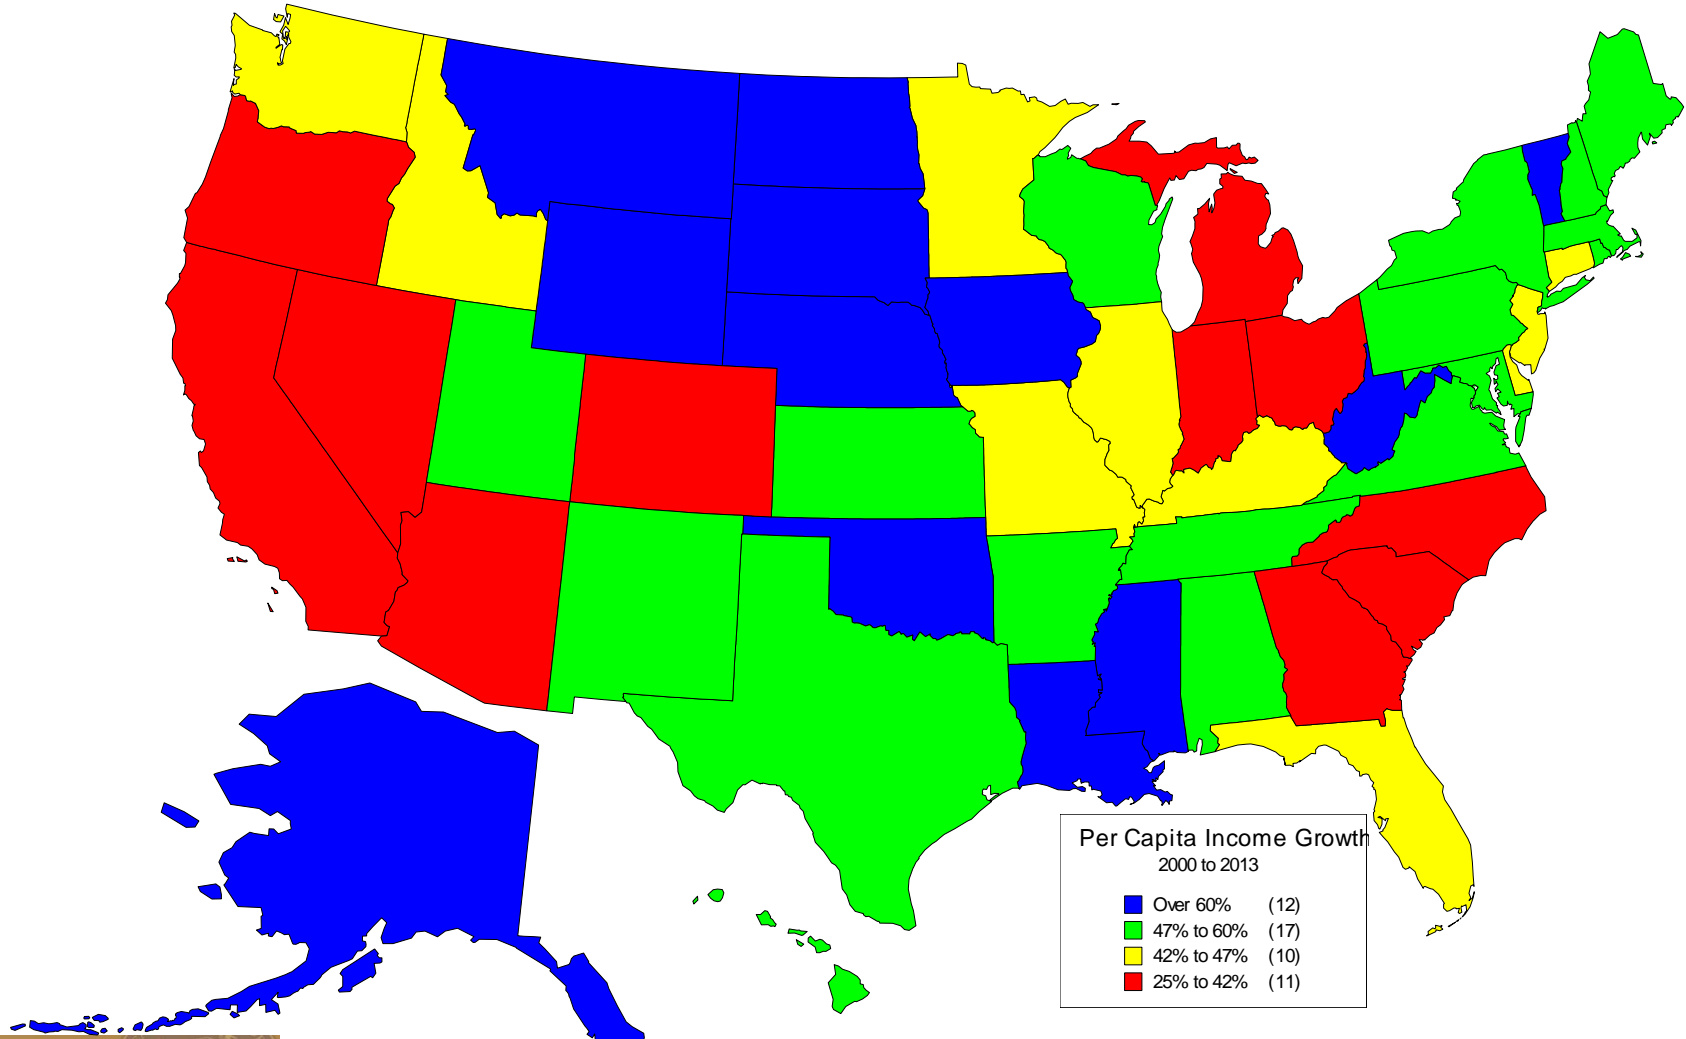 Per Capita Income Growth
2000 to 2013
Over 60% (12)
47% to 60% (17)
42% to 47% (10)
25% to 42% (11)